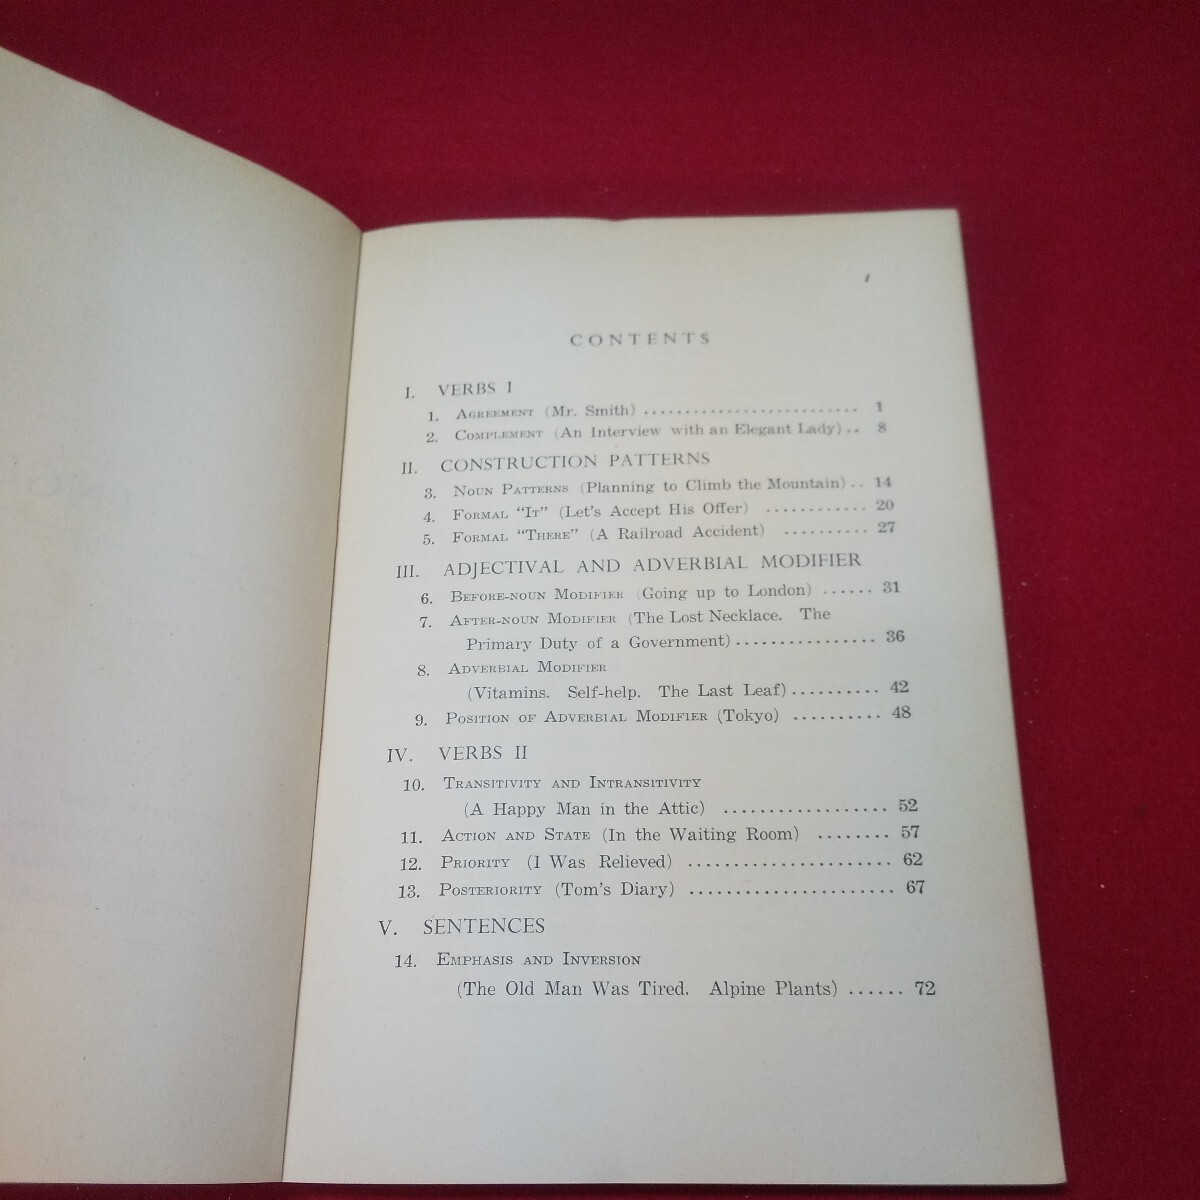 i
CONTENTS
I. VERBS I
1. AGREEMENT (Mr. Smith) .......................... 1
2. COMPLEMENT (An Interview with an Elegant Lady) .. 8
II. CONSTRUCTION PATTERNS
3. NOUN PATTERNS (Planning to Climb the Mountain) .. 14
4. FORMAL “IT” (Let's Accept His Offer) ............ 20
5. FORMAL “THERE” (A Railroad Accident) .......... 27
III. ADJECTIVAL AND ADVERBIAL MODIFIER
6. BEFORE-NOUN MODIFIER (Going up to London) ...... 31
7. AFTER-NOUN MODIFIER (The Lost Necklace. The
Primary Duty of a Government) ................ 36
8. ADVERBIAL MODIFIER
(Vitamins. Self-help. The Last Leaf) .......... 42
9. POSITION OF ADVERBIAL MODIFIER (Tokyo) .......... 48
IV. VERBS II
10. TRANSITIVITY AND INTRANSITIVITY
(A Happy Man in the Attic) .................. 52
11. ACTION AND STATE (In the Waiting Room) ........ 57
12. PRIORITY (I Was Relieved) ...................... 62
13. POSTERIORITY (Tom's Diary) ...................... 67
V. SENTENCES
14. EMPHASIS AND INVERSION
(The Old Man Was Tired. Alpine Plants) ...... 72